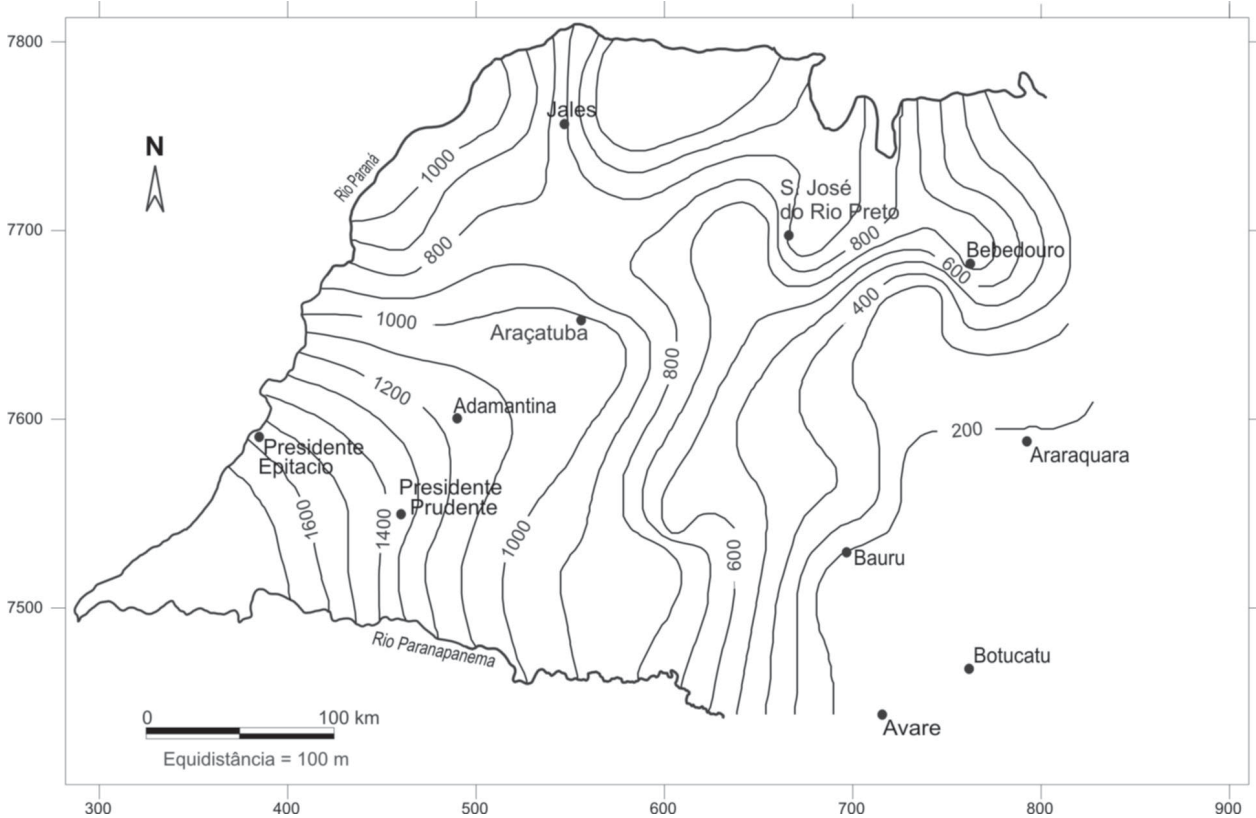 7800
7700
7600
7500
300
400
500
600
700
800
900
N
Rio Paraná
Jales
1000
800
S. José
do Rio Preto
800
Bebedouro
600
400
1000
Araçatuba
800
1200
Adamantina
200
Araraquara
Presidente
Epitacio
Presidente
Prudente
1600
1400
1000
600
Bauru
Rio Paranapanema
Botucatu
Avare
0
100 km
Equidistância = 100 m